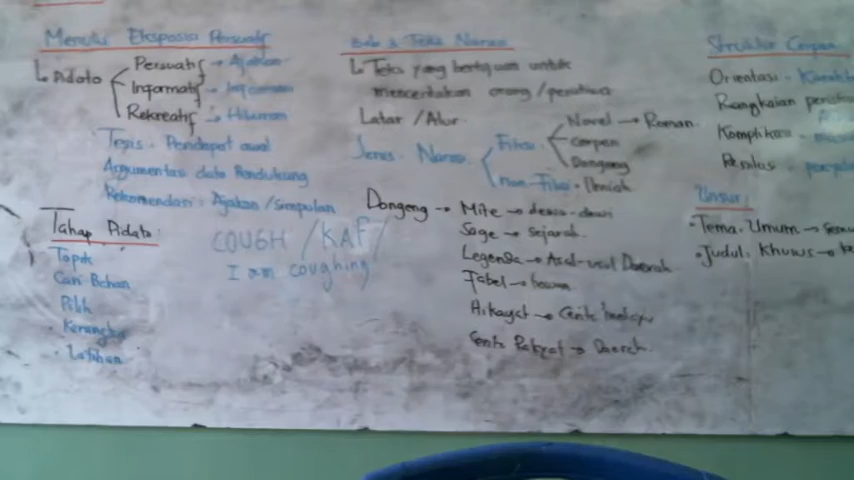 Menulis Eksposisi Persuatif
Pidato
Persuatif → Ajakan
Informatif → Informasi
Rekreatif → Hiburan
Tesis : Pendapat awal
Argumentasi data Pendukung
Rekomendasi : Ajakan / Simpulan
Tahap Pidato
Topik
Cari Bahan
Pilih
Kerangka
Latihan
COUGH /KAF/
I am coughing
Bab 3 Teks Narasi
Teks yang bertujuan untuk
menceritakan orang / peristiwa
Latar / Alur
Jenis Narasi
Fiksi
Novel → Roman
Cerpen
Dongeng
non-Fiksi Ilmiah
Dongeng → Mite → dewa-dewi
Sage → Sejarah
Legenda → Asal-usul Daerah
Fabel → hewan
Hikayat → Cerita
Cerita Rakyat → Daerah
Struktur Cerpen
Orientasi -
Rangkaian
Komplikasi -
Resolusi -
Unsur
• Tema : Umum →
• Judul : Khusus →